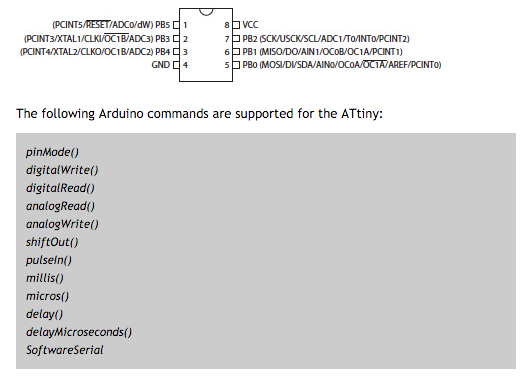 (PCINT5/RESET/ADC0/dW) PB5 1 8 VCC
(PCINT3/XTAL1/CLKI/OC1B/ADC3) PB3 2 7 PB2 (SCK/USCK/SCL/ADC1/T0/INT0/PCINT2)
(PCINT4/XTAL2/CLKO/OC1B/ADC2) PB4 3 6 PB1 (MISO/DO/AIN1/OC0B/OC1A/PCINT1)
GND 4 5 PB0 (MOSI/DI/SDA/AIN0/OC0A/OC1A/AREF/PCINT0)
The following Arduino commands are supported for the ATtiny:
pinMode()
digitalWrite()
digitalRead()
analogRead()
analogWrite()
shiftOut()
pulseIn()
millis()
micros()
delay()
delayMicroseconds()
SoftwareSerial